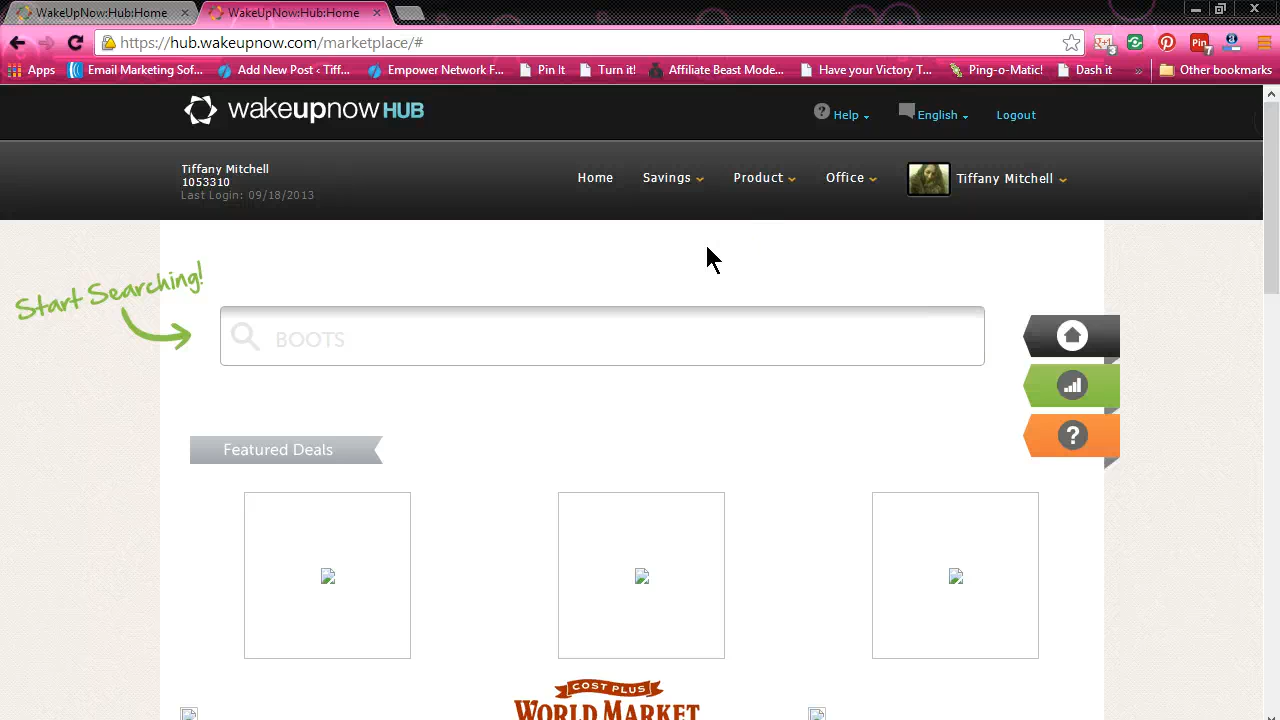 WakeUpNow:Hub:Home
WakeUpNow:Hub:Home
https://hub.wakeupnow.com/marketplace/#
Apps
Email Marketing Sof...
Add New Post ‹ Tiff...
Empower Network F...
Pin It
Turn it!
Affiliate Beast Mode...
Have your Victory T...
Ping-o-Matic!
Dash it
»
Other bookmarks
wakeupnow HUB
Help
English
Logout
Tiffany Mitchell
1053310
Last Login: 09/18/2013
Home
Savings
Product
Office
Tiffany Mitchell
Start Searching!
BOOTS
Featured Deals
COST PLUS
WORLD MARKET